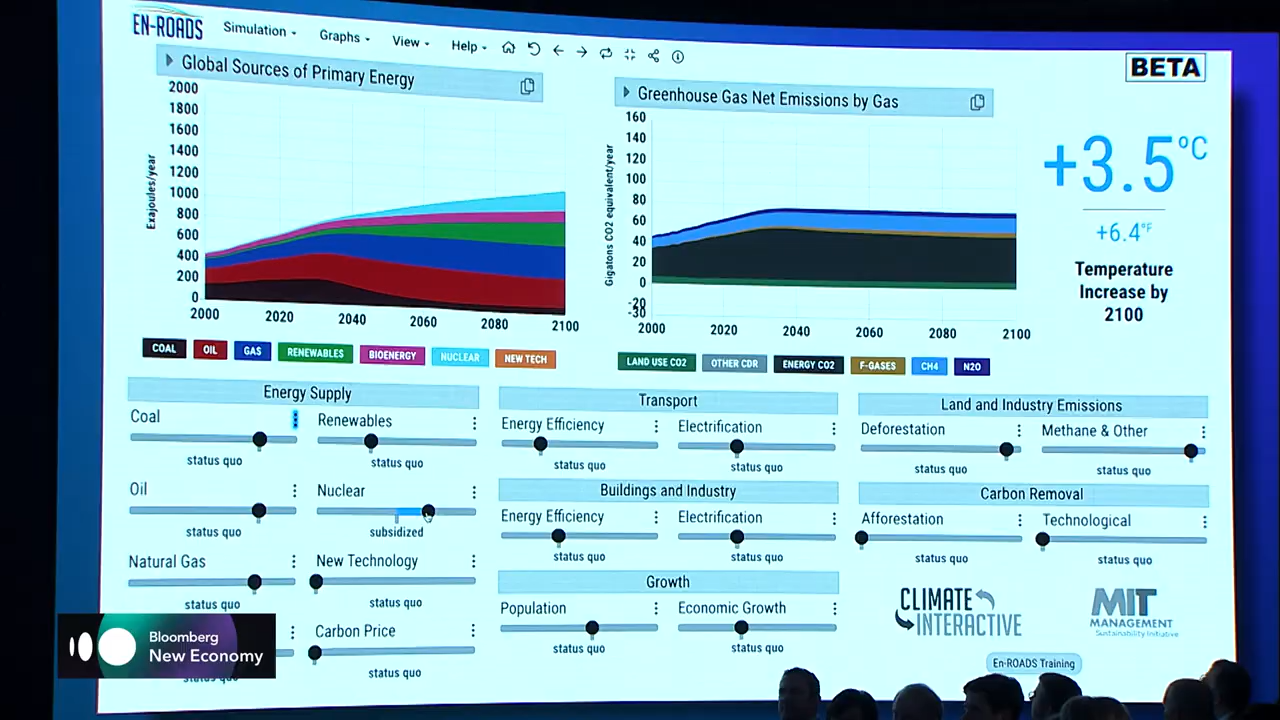 EN-ROADS
Simulation
Graphs
View
Help
BETA
Global Sources of Primary Energy
Greenhouse Gas Net Emissions by Gas
Exajoules/year
2000
1800
1600
1400
1200
1000
800
600
400
200
0
2000 2020 2040 2060 2080 2100
COAL OIL GAS RENEWABLES BIOENERGY NUCLEAR NEW TECH
Gigatons CO2 equivalent/year
160
140
120
100
80
60
40
20
0
-20
-30
2000 2020 2040 2060 2080 2100
LAND USE CO2 OTHER CDR ENERGY CO2 F-GASES CH4 N2O
+3.5°C
+6.4°F
Temperature
Increase by
2100
Energy Supply
Coal
status quo
Renewables
status quo
Oil
status quo
Nuclear
subsidized
Natural Gas
status quo
New Technology
status quo
status quo
Carbon Price
status quo
Transport
Energy Efficiency
status quo
Electrification
status quo
Buildings and Industry
Energy Efficiency
status quo
Electrification
status quo
Growth
Population
status quo
Economic Growth
status quo
Land and Industry Emissions
Deforestation
status quo
Methane & Other
status quo
Carbon Removal
Afforestation
status quo
Technological
status quo
CLIMATE
INTERACTIVE
MIT
MANAGEMENT
Sustainability Initiative
En-ROADS Training
Bloomberg
New Economy